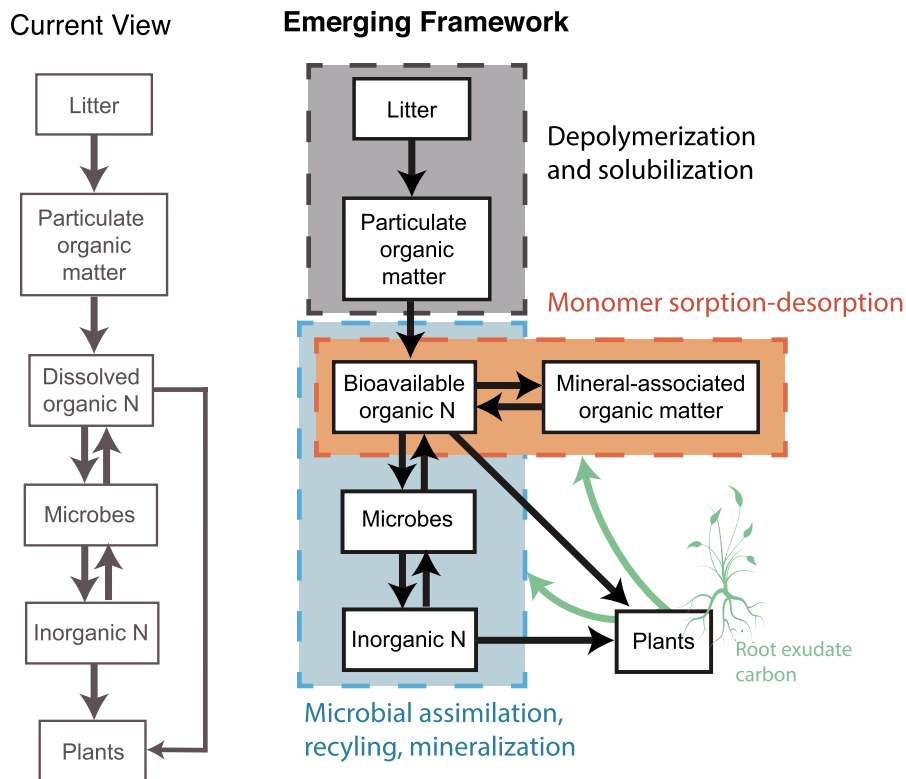 Current View
Litter
Particulate
organic
matter
Dissolved
organic N
Microbes
Inorganic N
Plants
Emerging Framework
Litter
Depolymerization
and solubilization
Particulate
organic
matter
Monomer sorption-desorption
Bioavailable
organic N
Mineral-associated
organic matter
Microbes
Inorganic N
Plants
Root exudate
carbon
Microbial assimilation,
recyling, mineralization